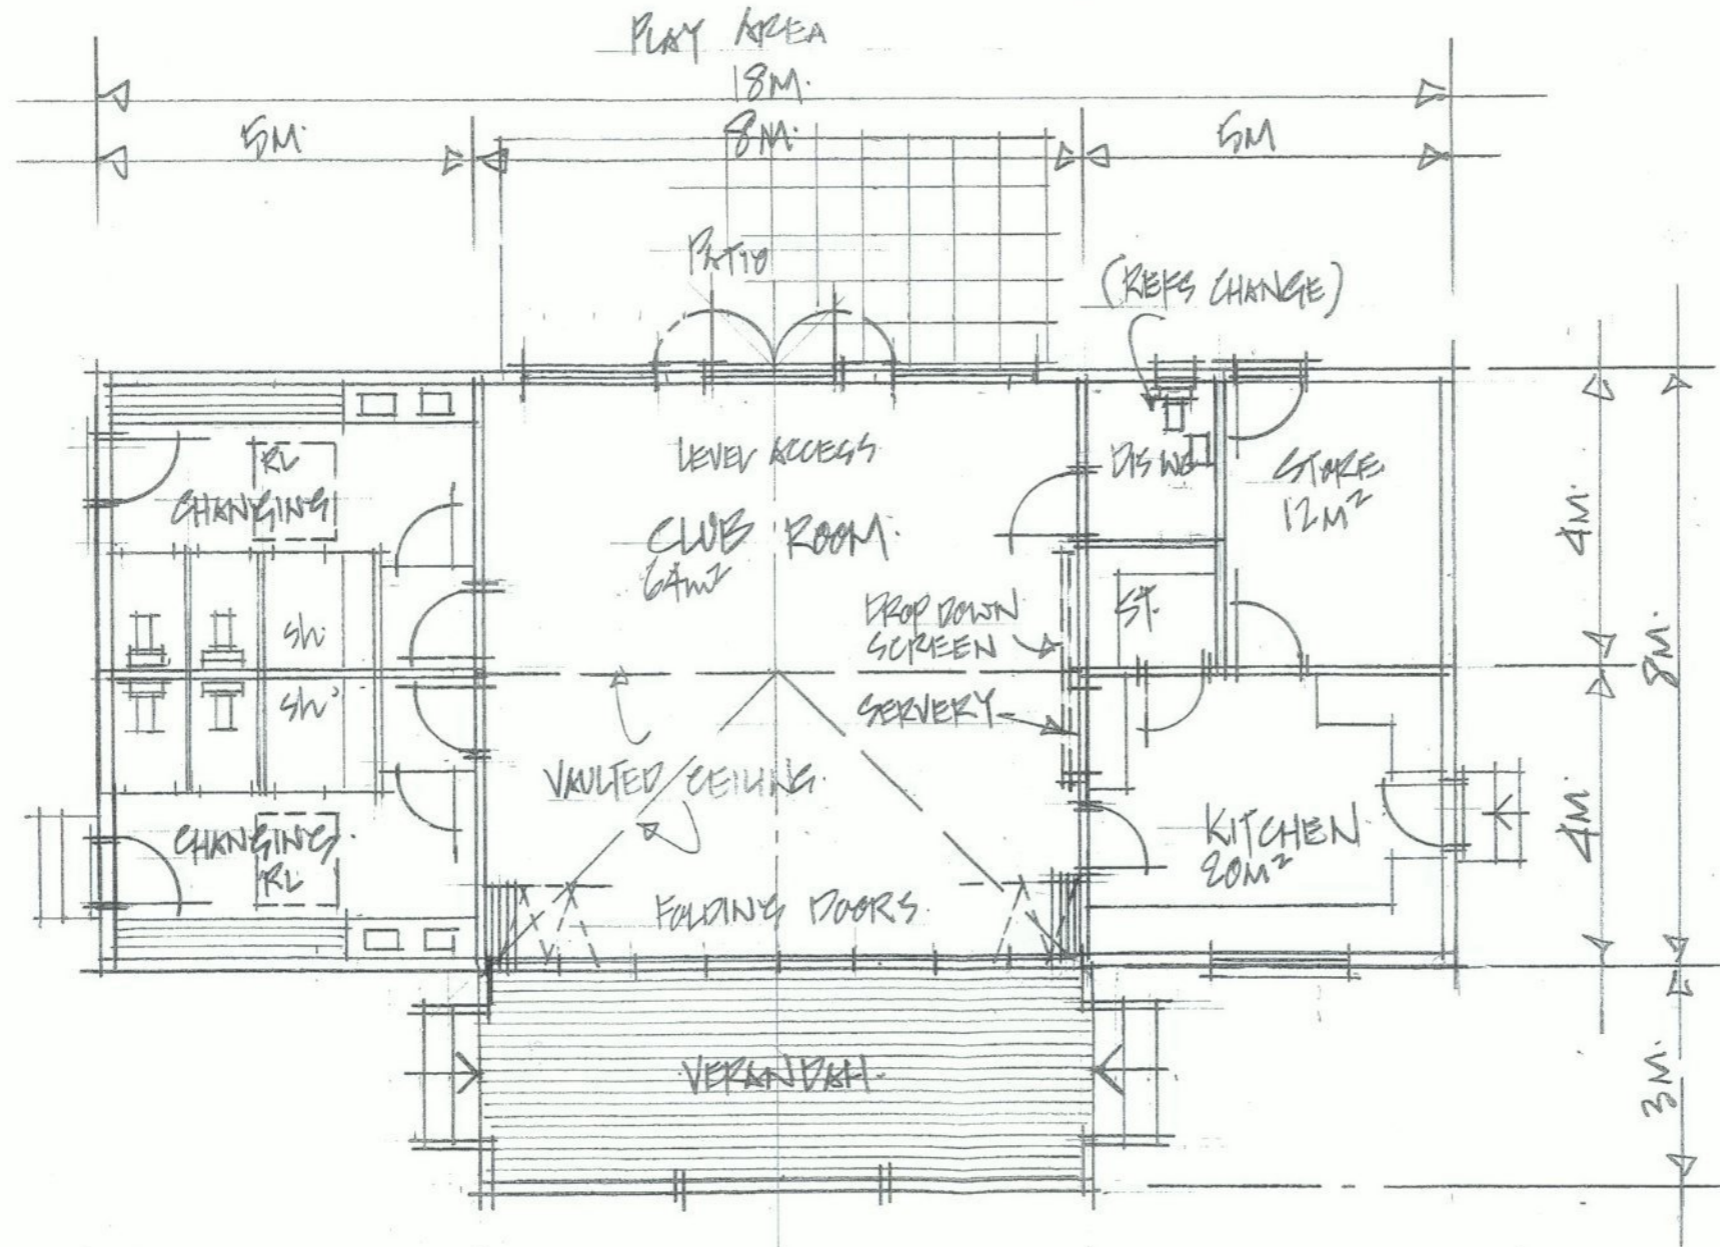 PLAY AREA
18M.
5M.
8M.
5M
PATIO
(REFS CHANGE)
RL
CHANGING
LEVEL ACCESS
CLUB ROOM.
64m²
DIS WC
STORE.
12M²
4M.
8M.
Sh.
DROP DOWN
SCREEN
ST.
Sh.
SERVERY
VAULTED CEILING.
4M.
CHANGING.
RL
KITCHEN
20M²
FOLDING DOORS.
VERANDAH.
3M.